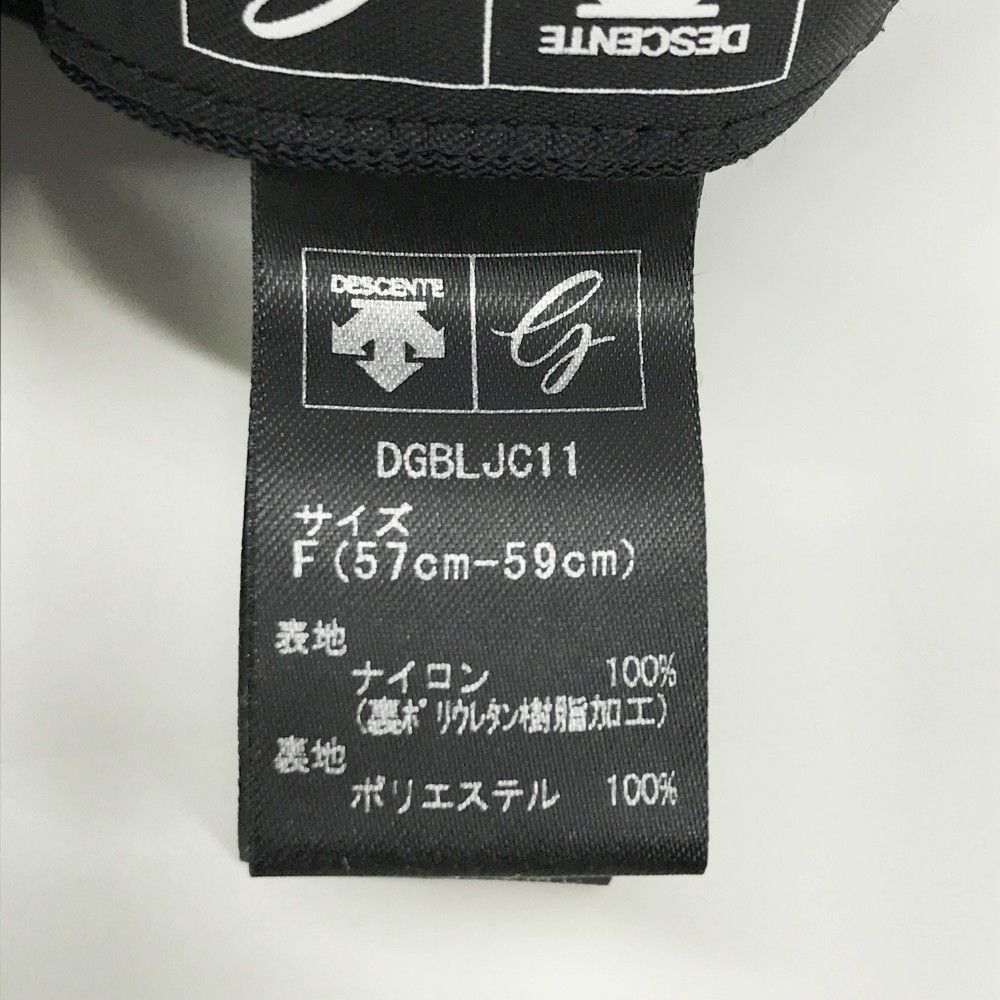 DESCENTE
DESCENTE
G
DGBLJC11
サイズ
F(57cm-59cm)
表地
ナイロン 100%
(裏ポリウレタン樹脂加工)
裏地
ポリエステル 100%